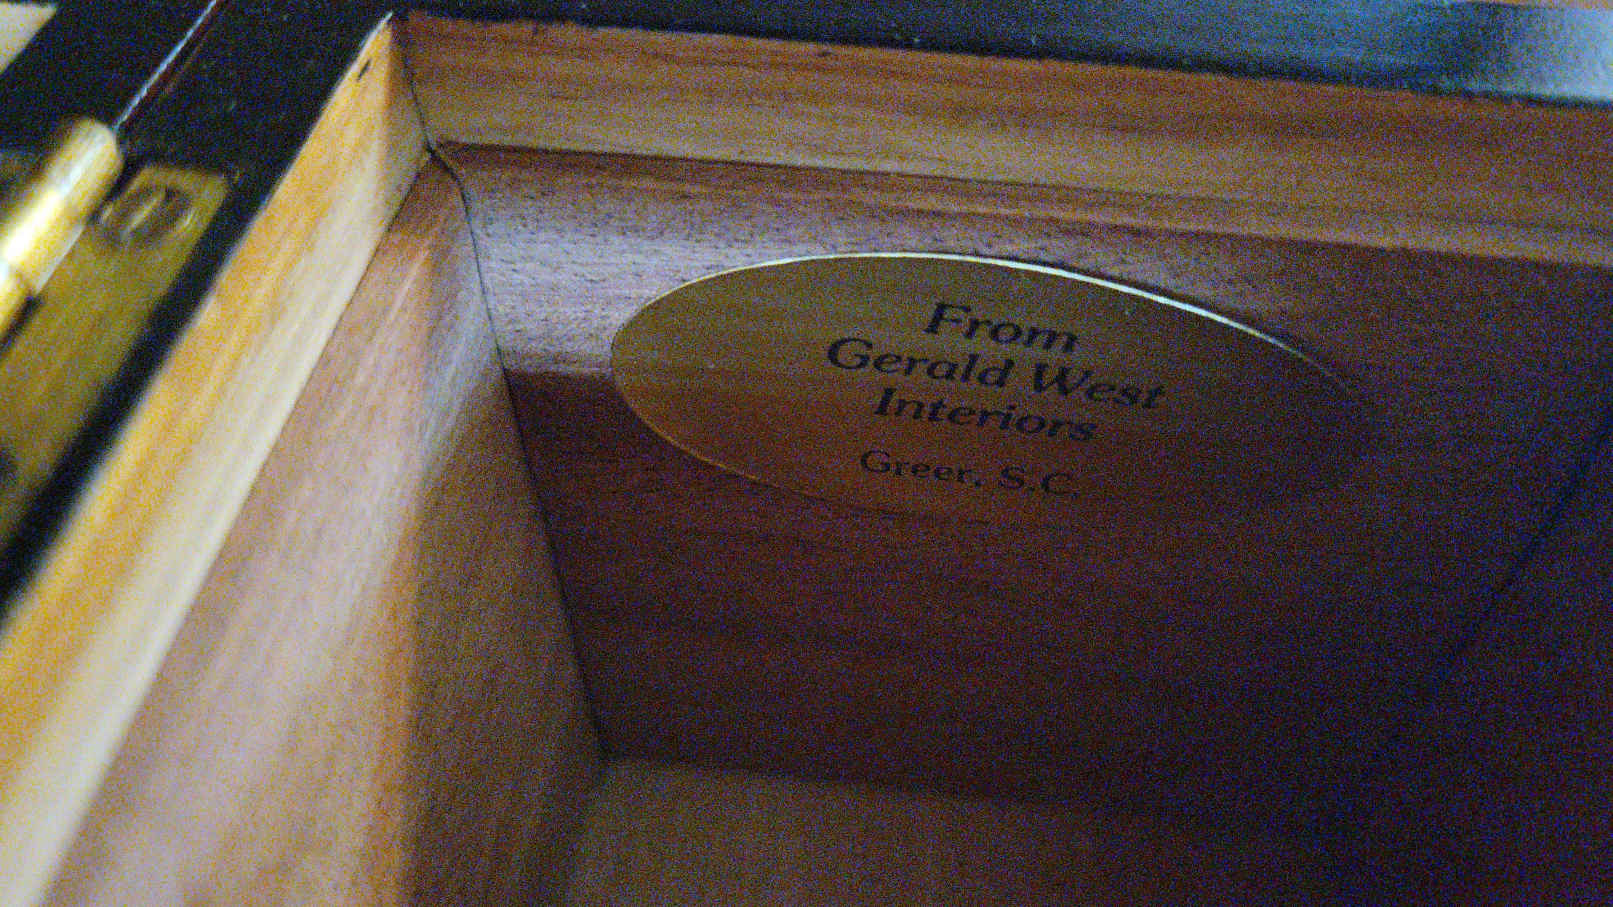 From
Gerald West
Interiors
Greer, S.C.